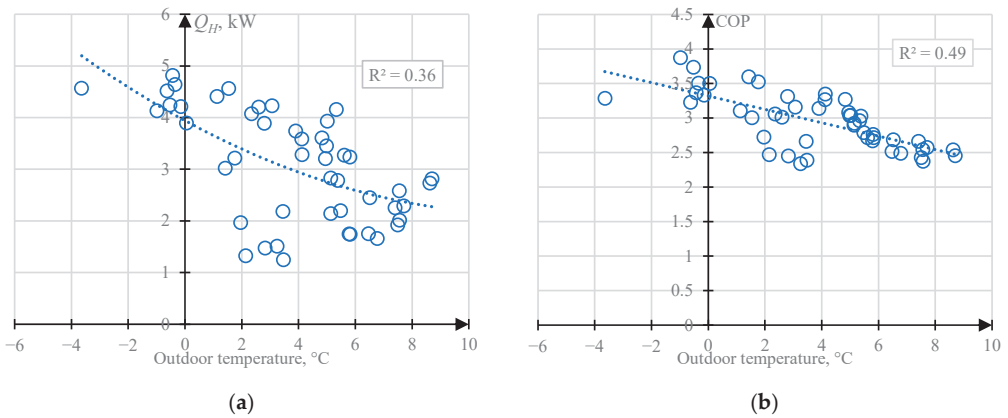 Q_H, kW
R² = 0.36
6
5
4
3
2
1
0
−6 −4 −2 0 2 4 6 8 10
Outdoor temperature, °C
(a)
COP
R² = 0.49
4.5
4
3.5
3
2.5
2
1.5
1
0.5
0
−6 −4 −2 0 2 4 6 8 10
Outdoor temperature, °C
(b)